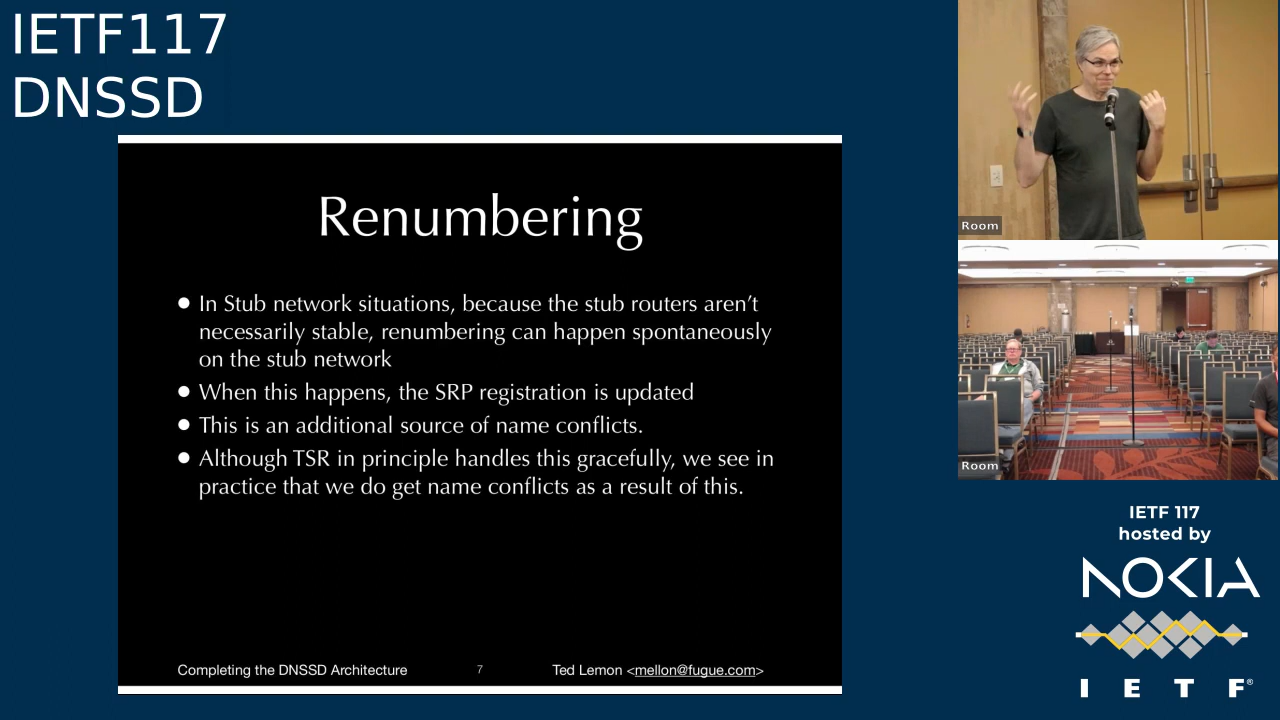 IETF117
DNSSD
Renumbering
• In Stub network situations, because the stub routers aren't
necessarily stable, renumbering can happen spontaneously
on the stub network
• When this happens, the SRP registration is updated
• This is an additional source of name conflicts.
• Although TSR in principle handles this gracefully, we see in
practice that we do get name conflicts as a result of this.
Completing the DNSSD Architecture
7
Ted Lemon <mellon@fugue.com>
Room
Room
IETF 117
hosted by
NOKIA
I E T F®